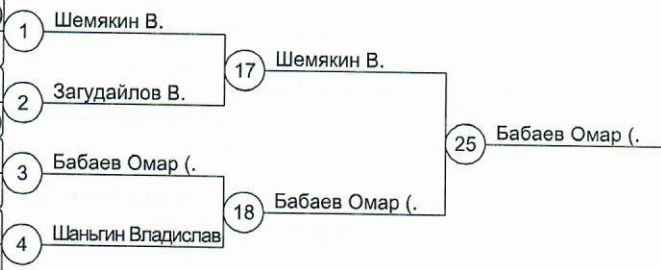 1 Шемякин В.
17 Шемякин В.
2 Загудайлов В.
25 Бабаев Омар (.
3 Бабаев Омар (.
18 Бабаев Омар (.
4 Шаньгин Владислав